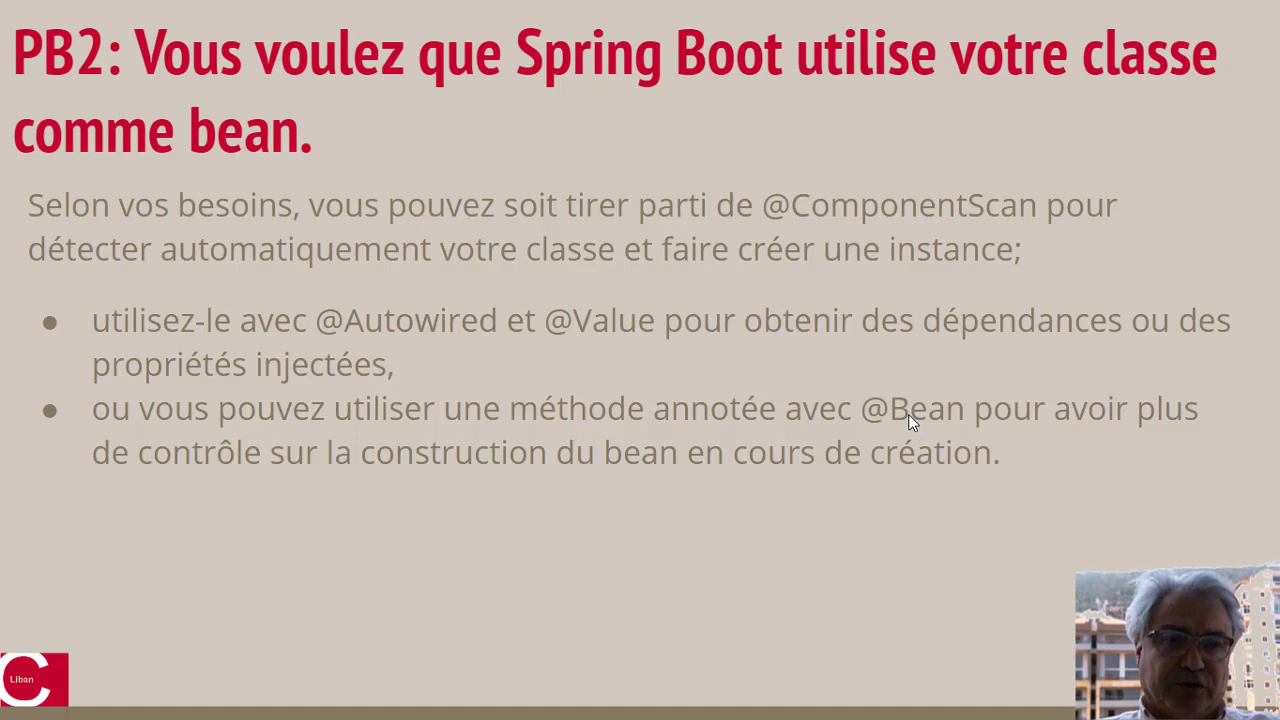 PB2: Vous voulez que Spring Boot utilise votre classe
comme bean.
Selon vos besoins, vous pouvez soit tirer parti de @ComponentScan pour
détecter automatiquement votre classe et faire créer une instance;
● utilisez-le avec @Autowired et @Value pour obtenir des dépendances ou des
propriétés injectées,
● ou vous pouvez utiliser une méthode annotée avec @Bean pour avoir plus
de contrôle sur la construction du bean en cours de création.
Liban